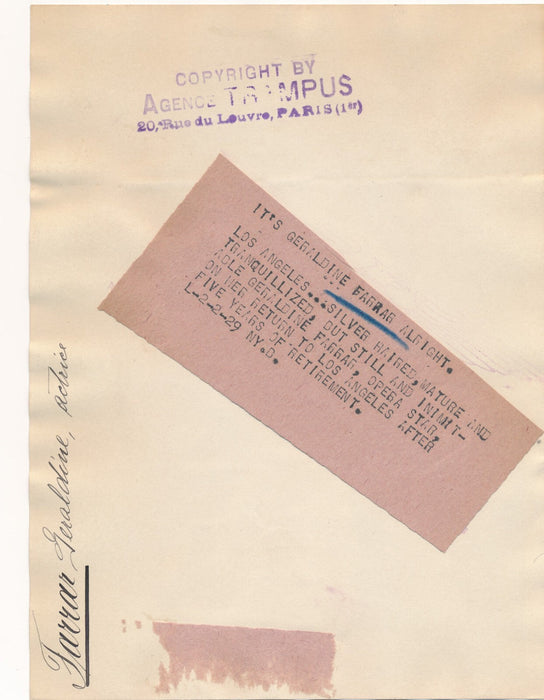 COPYRIGHT BY
AGENCE TRAMPUS
20, Rue du Louvre, PARIS (1er)
IT'S GERALDINE FARRAR ALRIGHT.
LOS ANGELES...SILVER HAIRED, MATURE AND
TRANQUILLIZED, BUT STILL AND INIMIT-
ABLE GERALDINE FARRAR, OPERA STAR,
ON HER RETURN TO LOS ANGELES AFTER
FIVE YEARS OF RETIREMENT.
L-2-2-29 NY.D.
Farrar Geraldine, actrice